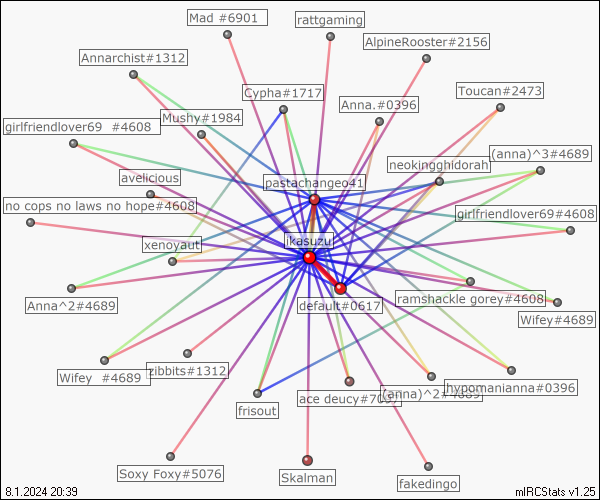 Mad #6901
rattgaming
AlpineRooster#2156
Annarchist#1312
Cypha#1717
Toucan#2473
Anna.#0396
Mushy#1984
girlfriendlover69 #4608
(anna)^3#4689
neokingghidorah
avelicious
pastachangeo41
no cops no laws no hope#4608
girlfriendlover69#4608
ikasuzu
xenoyaut
Anna^2#4689
default#0617
ramshackle gorey#4608
Wifey#4689
Wifey #4689
zibbits#1312
hypomanianna#0396
(anna)^2#4689
ace deucy#70
frisout
Soxy Foxy#5076
Skalman
fakedingo
8.1.2024 20:39
mIRCStats v1.25